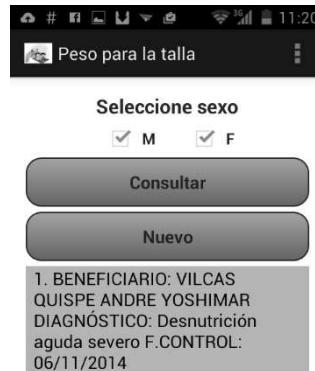 11:20
Peso para la talla
Seleccione sexo
M F
Consultar
Nuevo
1. BENEFICIARIO: VILCAS
QUISPE ANDRE YOSHIMAR
DIAGNÓSTICO: Desnutrición
aguda severo F.CONTROL:
06/11/2014